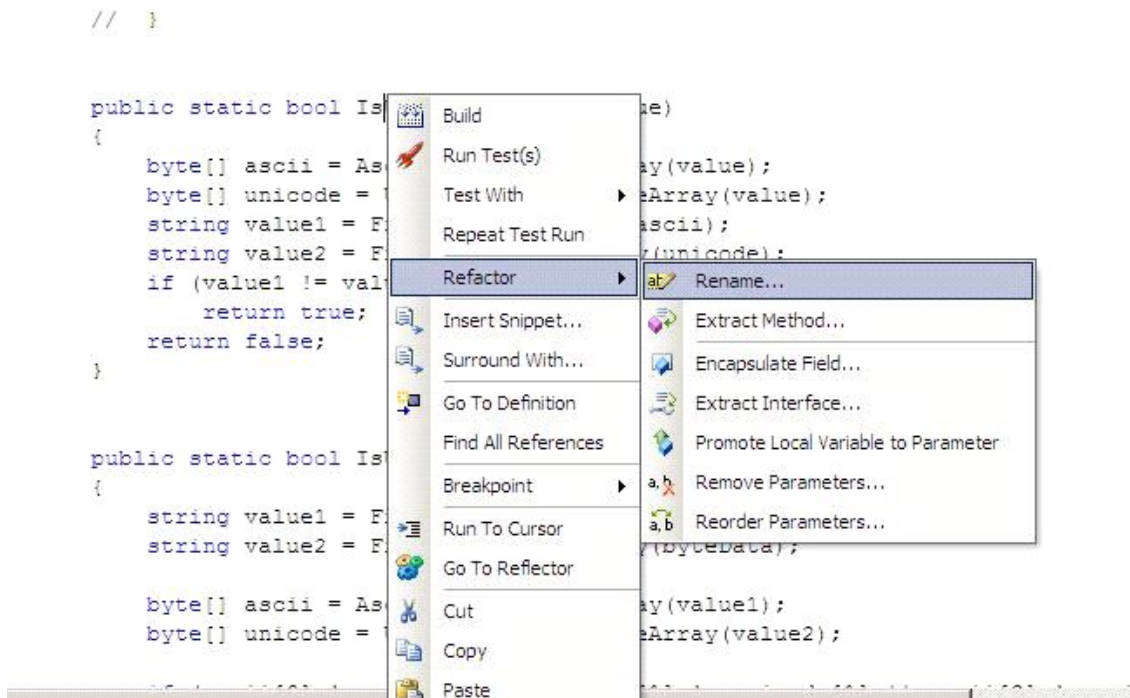 // }
public static bool Is
ue)
{
byte[] ascii = As
ay(value);
byte[] unicode =
eArray(value);
string value1 = F
ascii);
string value2 = F
y(unicode);
if (value1 != val
return true;
return false;
}
public static bool Is
{
string value1 = F
string value2 = F
y(byteData);
byte[] ascii = As
ay(value1);
byte[] unicode =
eArray(value2);
Build
Run Test(s)
Test With
Repeat Test Run
Refactor
Insert Snippet...
Surround With...
Go To Definition
Find All References
Breakpoint
Run To Cursor
Go To Reflector
Cut
Copy
Paste
Rename...
Extract Method...
Encapsulate Field...
Extract Interface...
Promote Local Variable to Parameter
Remove Parameters...
Reorder Parameters...